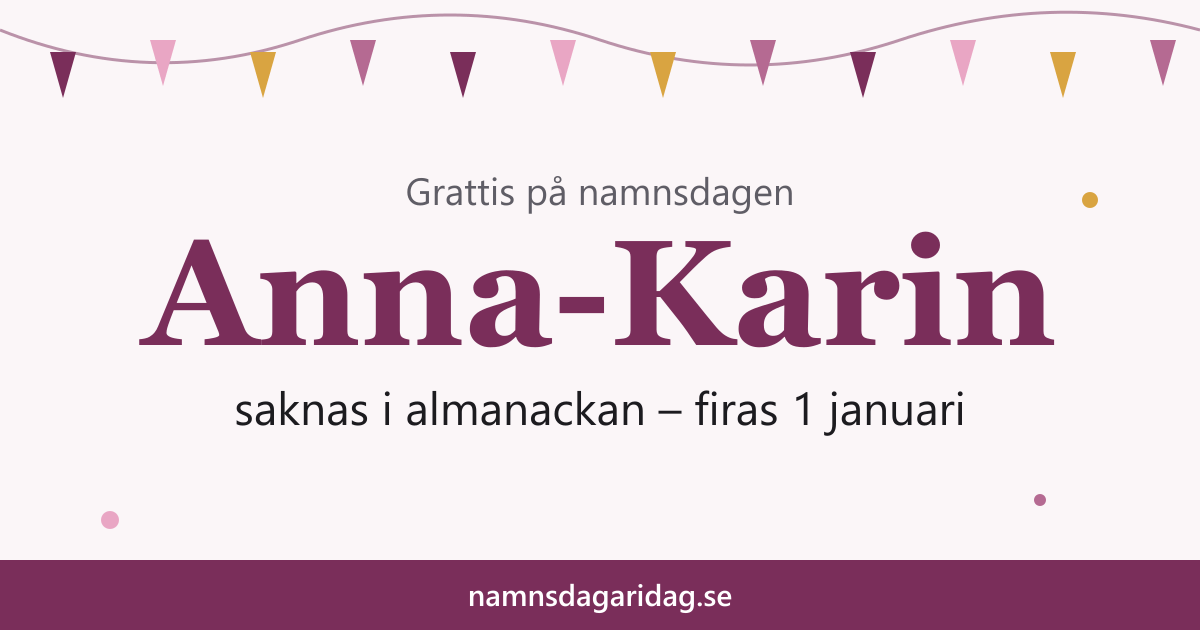 Grattis på namnsdagen
Anna-Karin
saknas i almanackan – firas 1 januari
namnsdagaridag.se